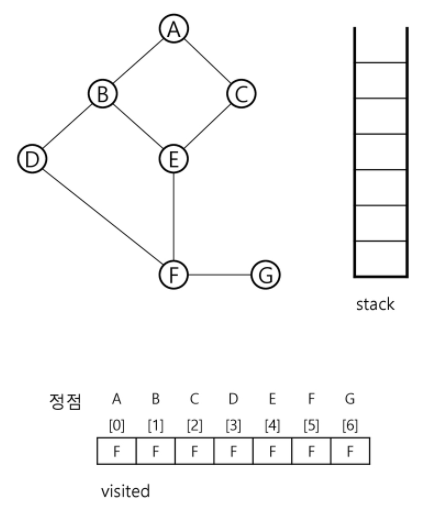 A
B
C
D
E
F
G
stack
정점 A B C D E F G
[0] [1] [2] [3] [4] [5] [6]
F F F F F F F
visited